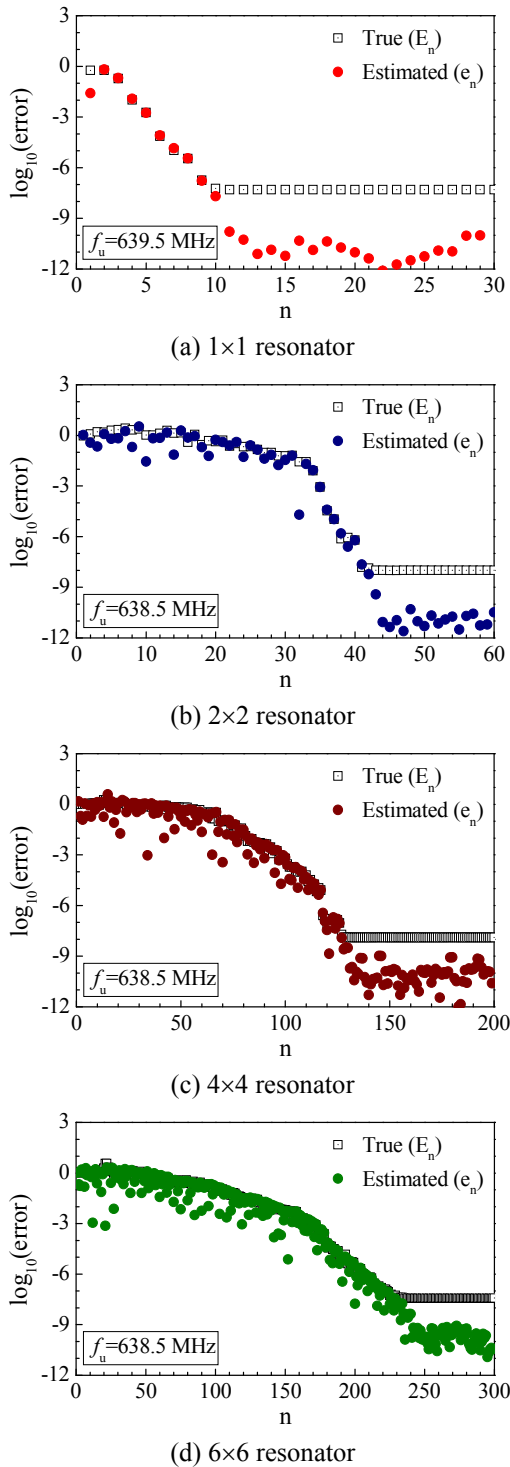 3
True (Eₙ)
0
Estimated (eₙ)
-3
log₁₀(error)
-6
-9
fᵤ=639.5 MHz
-12
0 5 10 15 20 25 30
n
(a) 1×1 resonator
3
True (Eₙ)
0
Estimated (eₙ)
-3
log₁₀(error)
-6
-9
fᵤ=638.5 MHz
-12
0 10 20 30 40 50 60
n
(b) 2×2 resonator
3
True (Eₙ)
0
Estimated (eₙ)
-3
log₁₀(error)
-6
-9
fᵤ=638.5 MHz
-12
0 50 100 150 200
n
(c) 4×4 resonator
3
True (Eₙ)
0
Estimated (eₙ)
-3
log₁₀(error)
-6
-9
fᵤ=638.5 MHz
-12
0 50 100 150 200 250 300
n
(d) 6×6 resonator